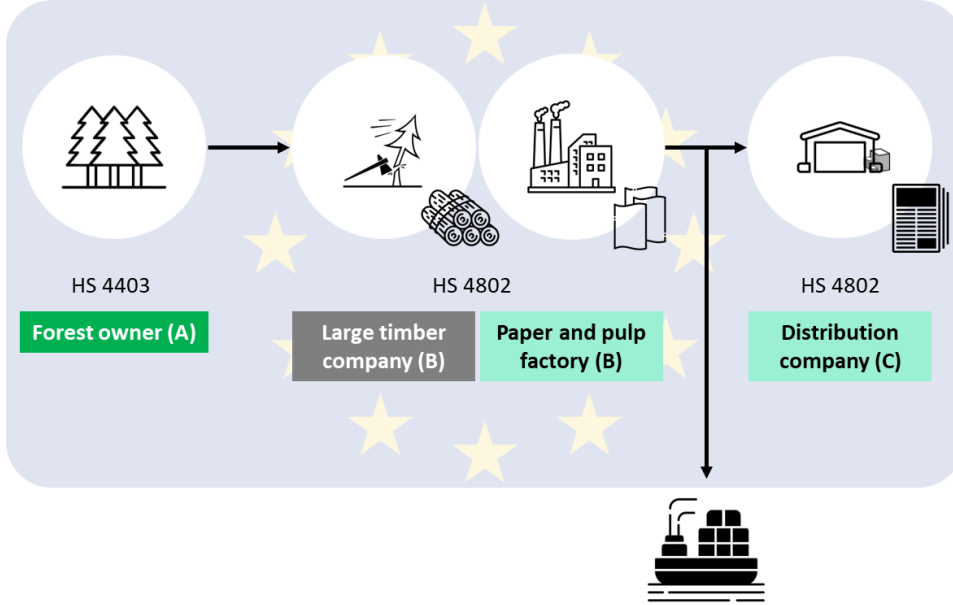 HS 4403
HS 4802
HS 4802
Forest owner (A)
Large timber
company (B)
Paper and pulp
factory (B)
Distribution
company (C)